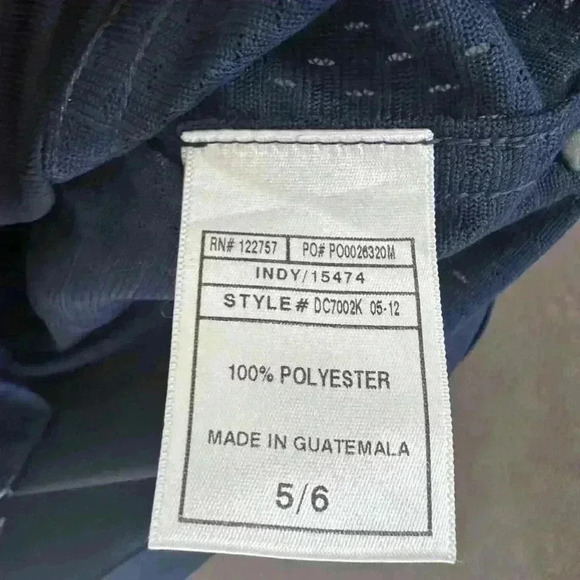 RN# 122757 PO# PO0026320M
INDY/15474
STYLE# DC7002K 05-12
100% POLYESTER
MADE IN GUATEMALA
5/6